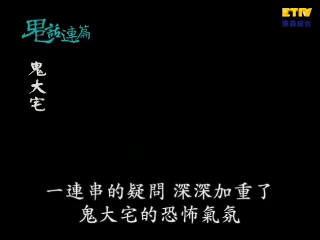 鬼話連篇
ETTV
東森綜合
鬼大宅
一連串的疑問 深深加重了
鬼大宅的恐怖氣氛